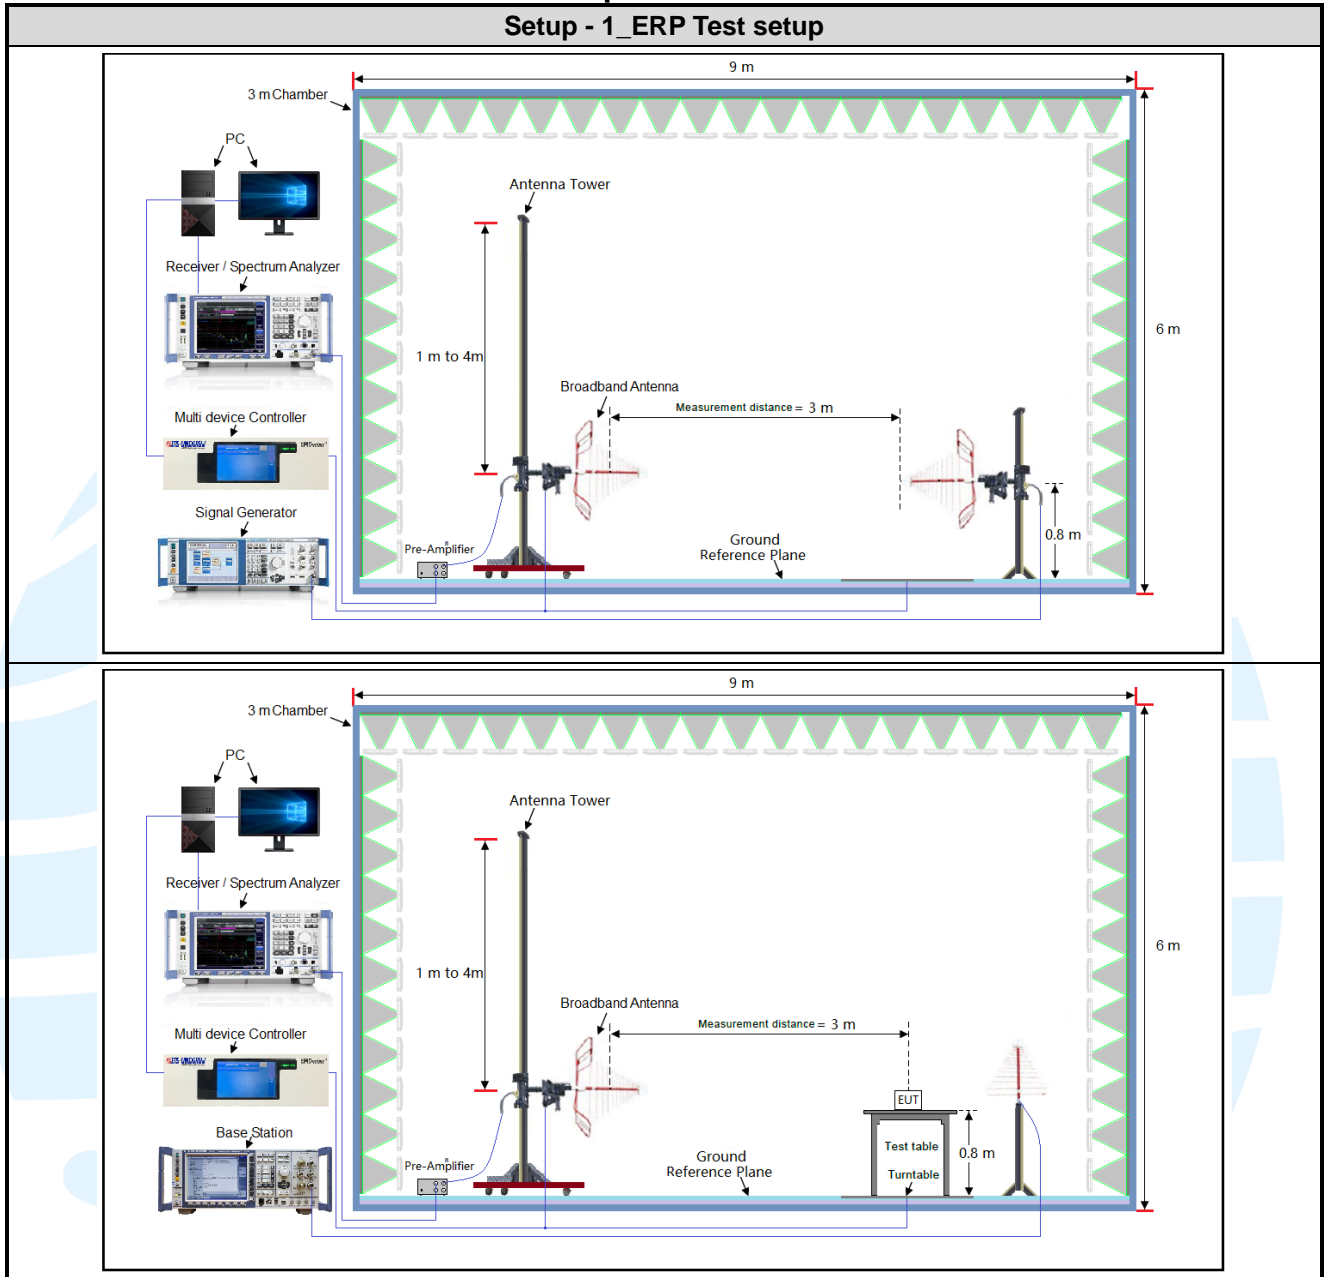 Setup - 1_ERP Test setup
9 m
3 m Chamber
PC
Antenna Tower
Receiver / Spectrum Analyzer
6 m
1 m to 4m
Broadband Antenna
Measurement distance = 3 m
Multi device Controller
Signal Generator
Pre-Amplifier
Ground
Reference Plane
0.8 m
9 m
3 m Chamber
PC
Antenna Tower
Receiver / Spectrum Analyzer
6 m
1 m to 4m
Broadband Antenna
Measurement distance = 3 m
Multi device Controller
EUT
Base Station
Test table
0.8 m
Ground
Reference Plane
Pre-Amplifier
Turntable